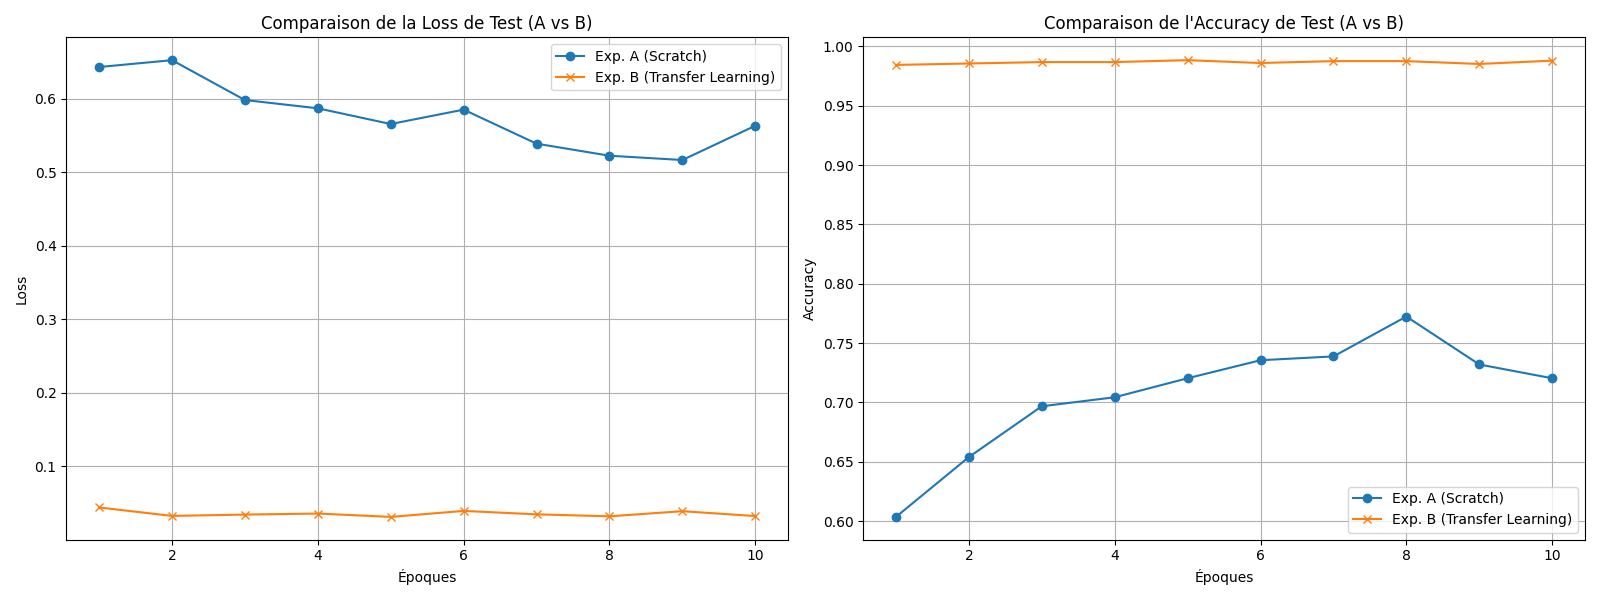 Comparaison de la Loss de Test (A vs B)
Exp. A (Scratch)
Exp. B (Transfer Learning)
0.6
0.5
0.4
0.3
0.2
0.1
Loss
2
4
6
8
10
Époques
Comparaison de l'Accuracy de Test (A vs B)
1.00
0.95
0.90
0.85
0.80
0.75
0.70
0.65
0.60
Accuracy
Exp. A (Scratch)
Exp. B (Transfer Learning)
2
4
6
8
10
Époques